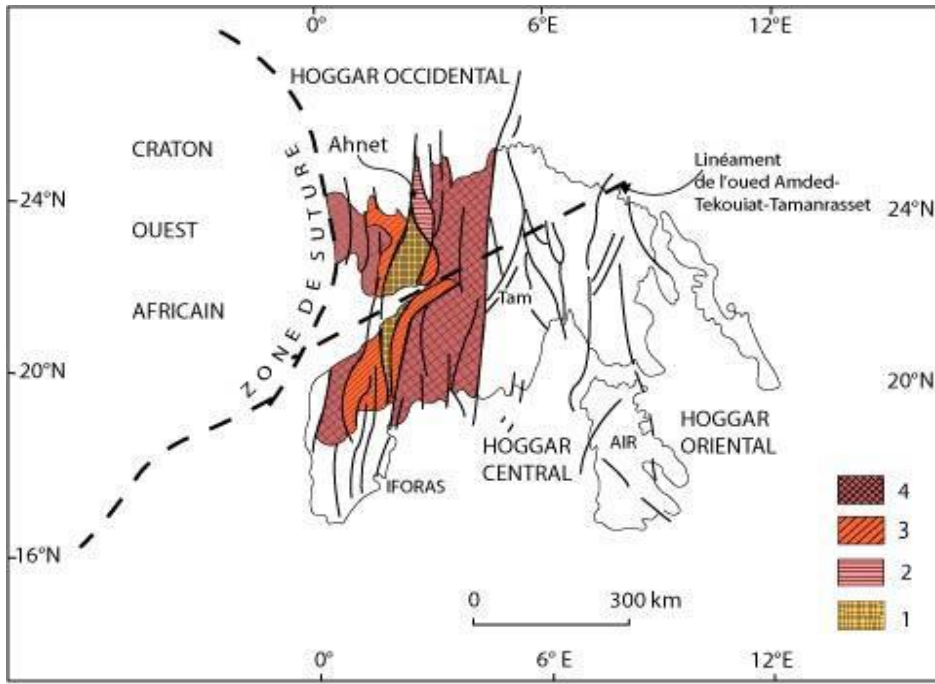 0°
6°E
12°E
HOGGAR OCCIDENTAL
CRATON
Ahnet
Linéament
de l'oued Amded-
Tekouiat-Tamanrasset
24°N
24°N
OUEST
ZONE DE SUTURE
AFRICAIN
Tam
20°N
20°N
HOGGAR
ORIENTAL
HOGGAR
CENTRAL
AIR
IFORAS
4
3
16°N
2
0
300 km
1
0°
6° E
12°E